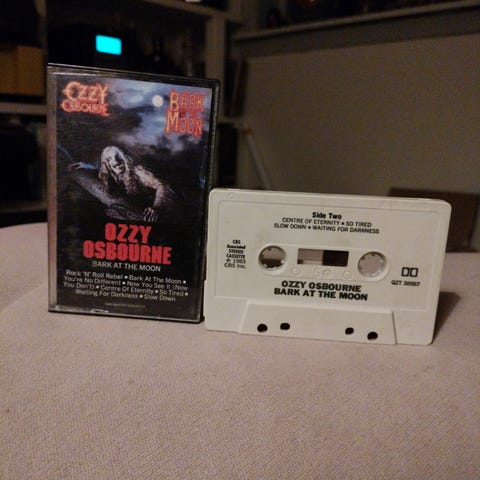 OZZY
OSBOURNE
BARK
AT THE
MOON
OZZY
OSBOURNE
BARK AT THE MOON
Rock 'N' Roll Rebel • Bark At The Moon •
You're No Different • Now You See It (Now
You Don't) • Centre Of Eternity • So Tired •
Waiting For Darkness • Slow Down
Side Two
CENTRE OF ETERNITY • SO TIRED
SLOW DOWN • WAITING FOR DARKNESS
CBS
Associated
STEREO
CASSETTE
℗ 1983
CBS Inc.
QZT 38987
OZZY OSBOURNE
BARK AT THE MOON